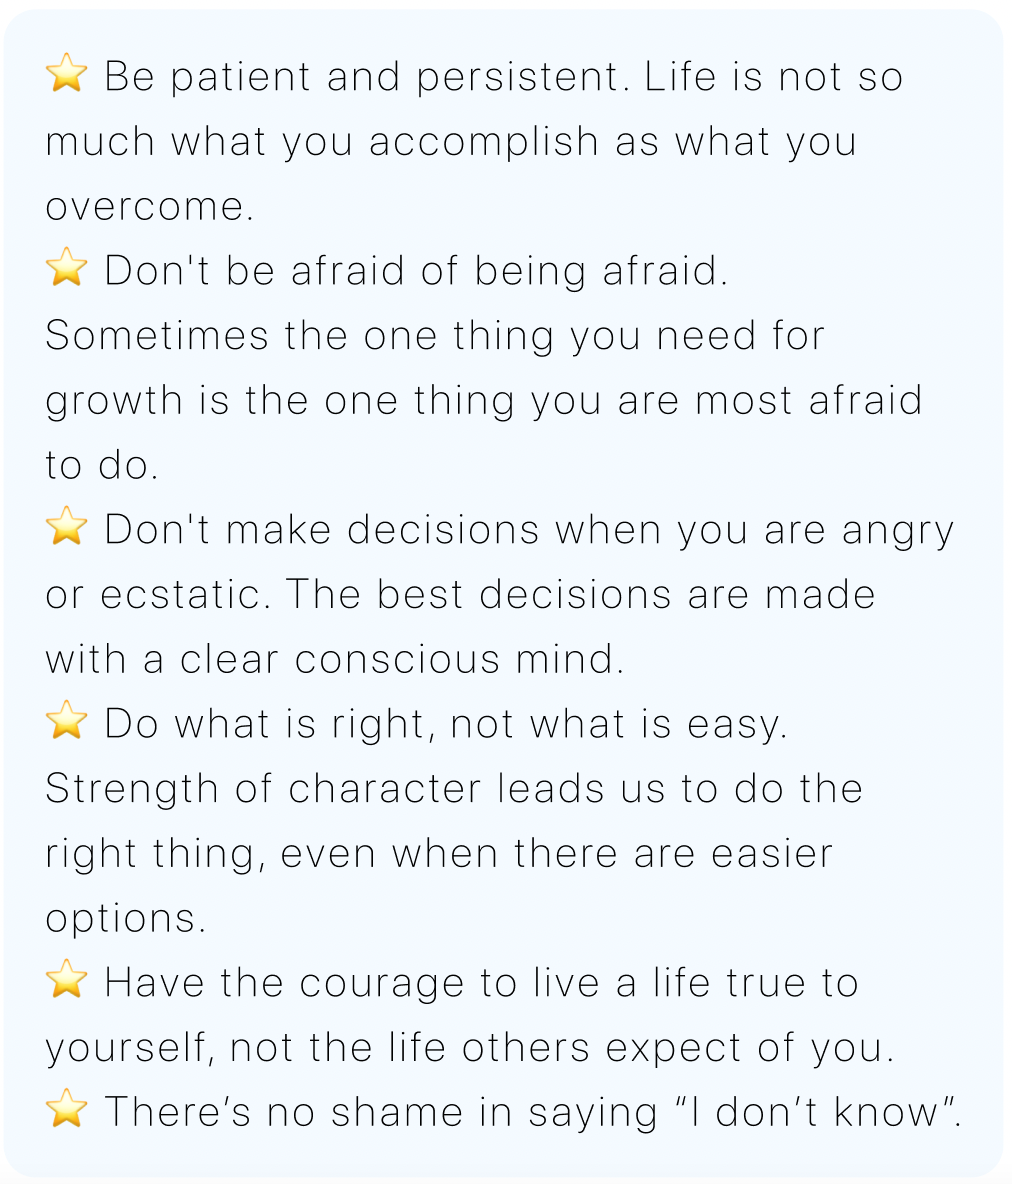 ⭐ Be patient and persistent. Life is not so
much what you accomplish as what you
overcome.
⭐ Don't be afraid of being afraid.
Sometimes the one thing you need for
growth is the one thing you are most afraid
to do.
⭐ Don't make decisions when you are angry
or ecstatic. The best decisions are made
with a clear conscious mind.
⭐ Do what is right, not what is easy.
Strength of character leads us to do the
right thing, even when there are easier
options.
⭐ Have the courage to live a life true to
yourself, not the life others expect of you.
⭐ There’s no shame in saying “I don’t know”.